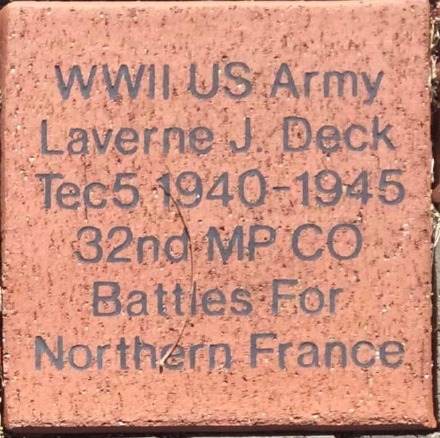 WWII US Army
Laverne J. Deck
Tec5 1940-1945
32nd MP CO
Battles For
Northern France